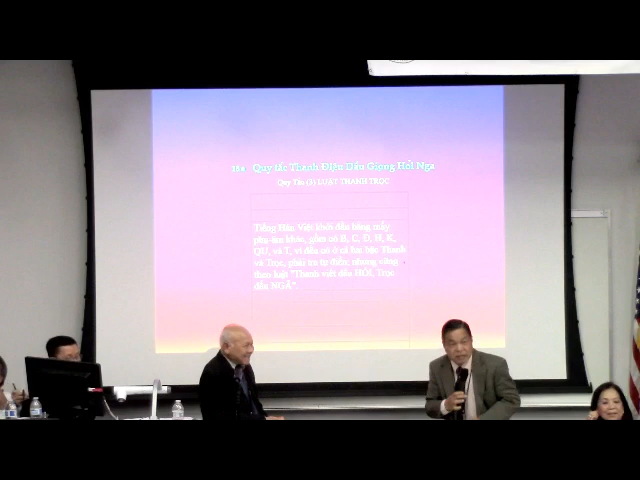 Quy tắc Thanh Điệu Dấu Giọng Hỏi Ngã
Quy Tắc (3) LUẬT THANH TRỌC
Tiếng Hán Việt khởi đầu bằng mấy
phụ-âm khác, gồm có B, C, Đ, H, K,
QU, và T, vì đều có ở cả hai bậc Thanh
và Trọc, phải tra tự điển; nhưng cũng
theo luật "Thanh viết dấu HỎI, Trọc
dấu NGÃ".